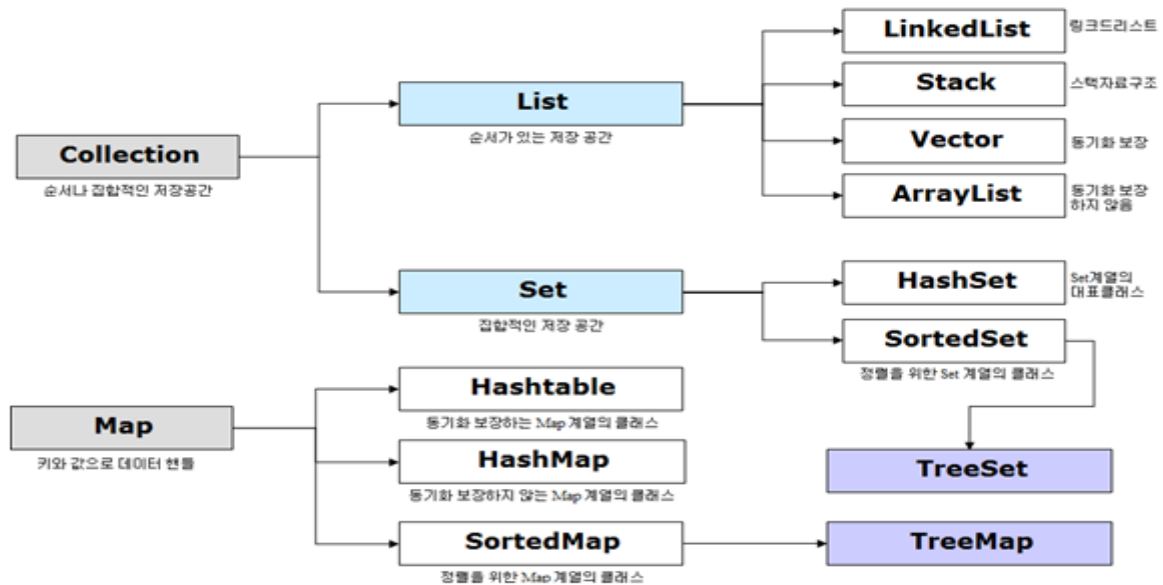 LinkedList
링크드리스트
List
순서가 있는 저장 공간
Stack
스택자료구조
Collection
순서나 집합적인 저장공간
Vector
동기화 보장
ArrayList
동기화 보장
하지 않음
Set
집합적인 저장 공간
HashSet
Set계열의
대표클래스
SortedSet
정렬을 위한 Set 계열의 클래스
Map
키와 값으로 데이터 핸들
Hashtable
동기화 보장하는 Map 계열의 클래스
HashMap
동기화 보장하지 않는 Map 계열의 클래스
TreeSet
SortedMap
정렬을 위한 Map 계열의 클래스
TreeMap